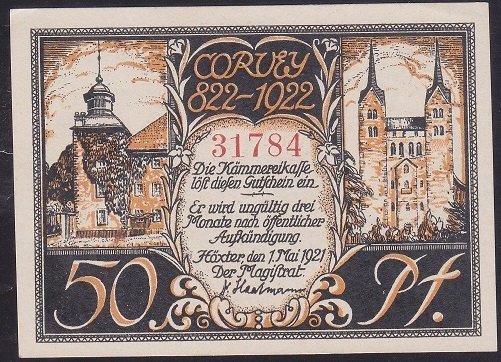 CORVEY
822-1922
31784
Die Kämmereikasse
löst diesen Gutschein ein.
Er wird ungültig drei
Monate nach öffentlicher
Aufkündigung.
Höxter, den 1. Mai 1921
Der Magistrat.
50 Pf.